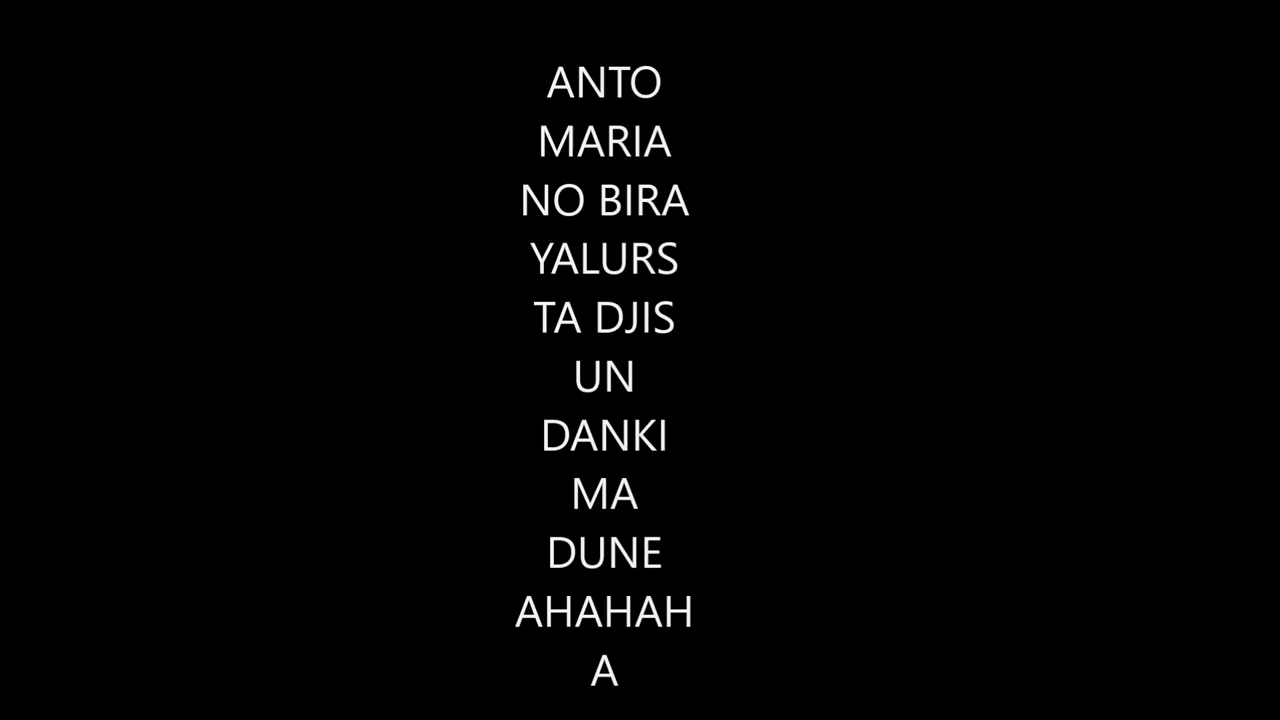 ANTO
MARIA
NO BIRA
YALURS
TA DJIS
UN
DANKI
MA
DUNE
AHAHAH
A